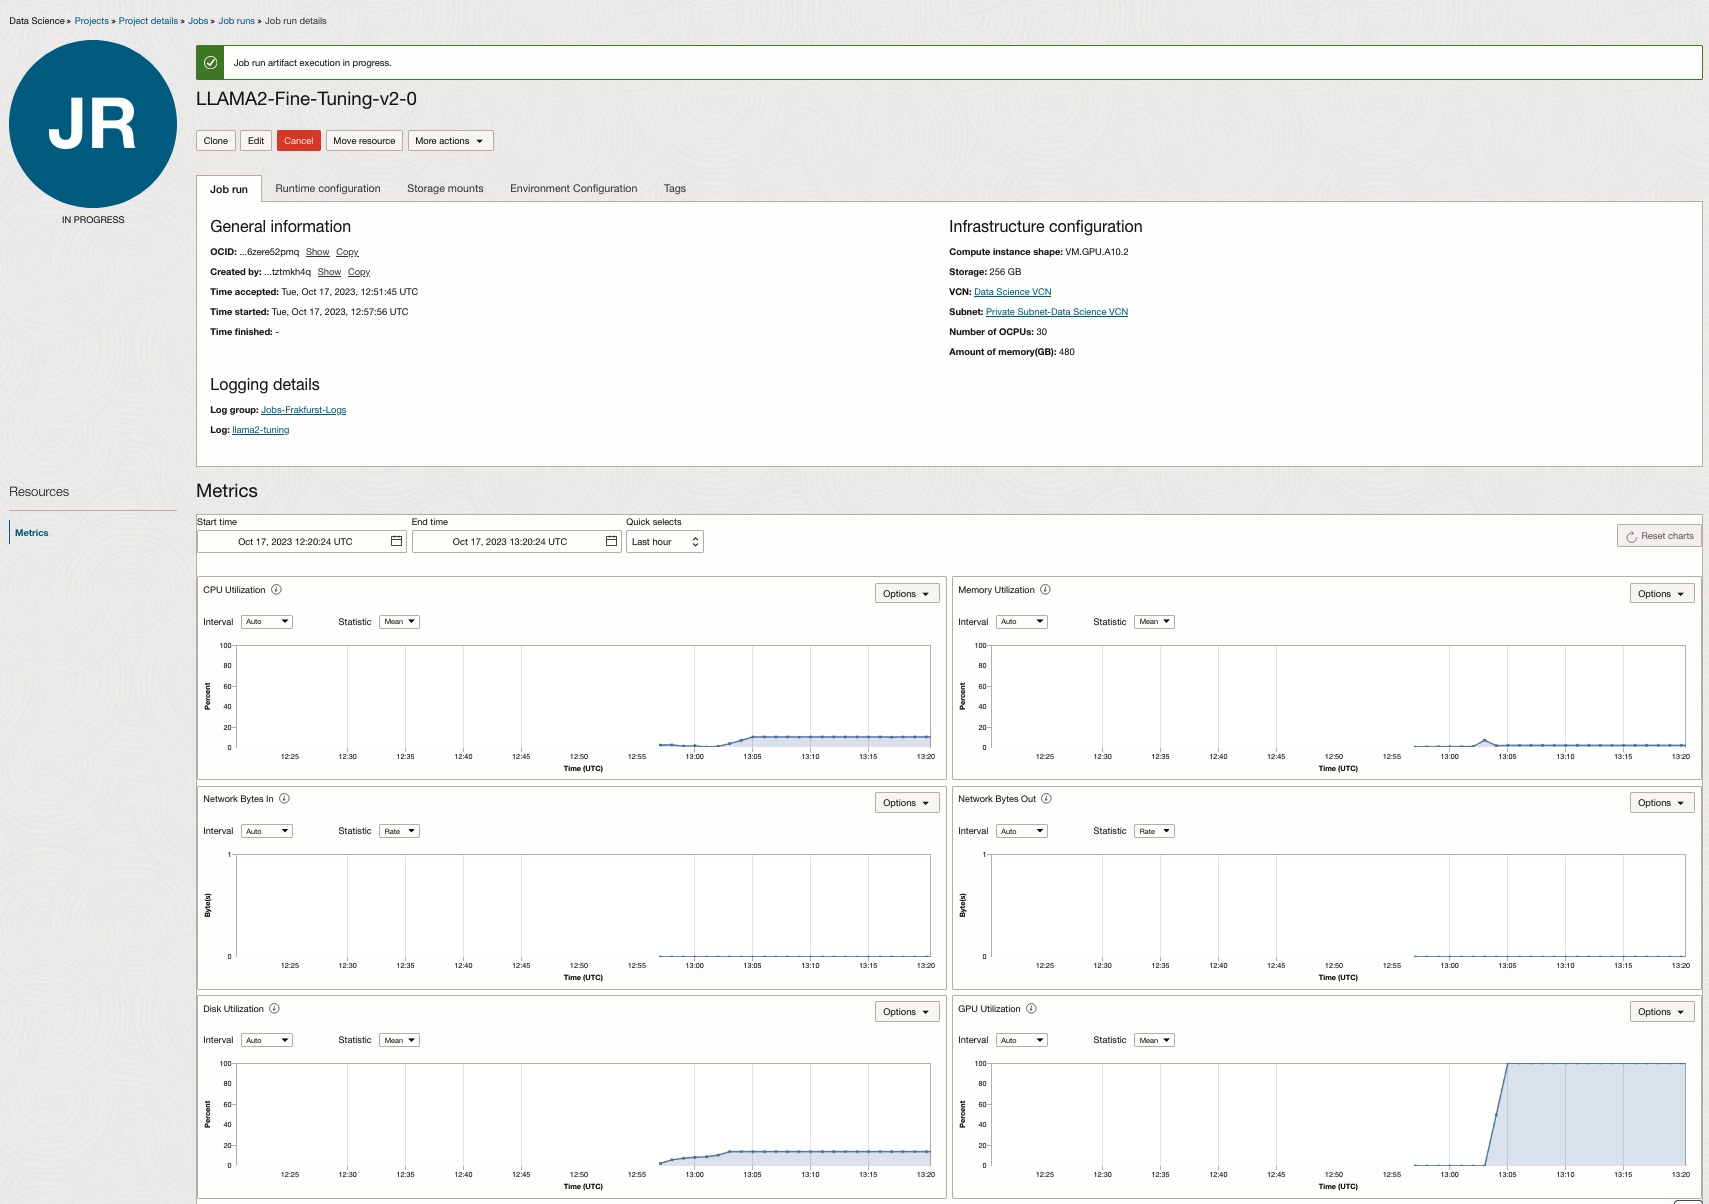 Data Science » Projects » Project details » Jobs » Job runs » Job run details
JR
IN PROGRESS
Job run artifact execution in progress.
LLAMA2-Fine-Tuning-v2-0
Clone Edit Cancel Move resource More actions
Job run Runtime configuration Storage mounts Environment Configuration Tags
General information
OCID: ...6zere52pmq Show Copy
Created by: ...tztmkh4q Show Copy
Time accepted: Tue, Oct 17, 2023, 12:51:45 UTC
Time started: Tue, Oct 17, 2023, 12:57:56 UTC
Time finished: -
Logging details
Log group: Jobs-Frakfurst-Logs
Log: llama2-tuning
Infrastructure configuration
Compute instance shape: VM.GPU.A10.2
Storage: 256 GB
VCN: Data Science VCN
Subnet: Private Subnet-Data Science VCN
Number of OCPUs: 30
Amount of memory(GB): 480
Resources
Metrics
Metrics
Start time End time Quick selects
Oct 17, 2023 12:20:24 UTC Oct 17, 2023 13:20:24 UTC Last hour Reset charts
CPU Utilization Options
Interval Auto Statistic Mean
100
80
60
40
20
0
Percent
12:25 12:30 12:35 12:40 12:45 12:50 12:55 13:00 13:05 13:10 13:15 13:20
Time (UTC)
Memory Utilization Options
Interval Auto Statistic Mean
100
80
60
40
20
0
Percent
12:25 12:30 12:35 12:40 12:45 12:50 12:55 13:00 13:05 13:10 13:15 13:20
Time (UTC)
Network Bytes In Options
Interval Auto Statistic Rate
1
0
Byte(s)
12:25 12:30 12:35 12:40 12:45 12:50 12:55 13:00 13:05 13:10 13:15 13:20
Time (UTC)
Network Bytes Out Options
Interval Auto Statistic Rate
1
0
Byte(s)
12:25 12:30 12:35 12:40 12:45 12:50 12:55 13:00 13:05 13:10 13:15 13:20
Time (UTC)
Disk Utilization Options
Interval Auto Statistic Mean
100
80
60
40
20
0
Percent
12:25 12:30 12:35 12:40 12:45 12:50 12:55 13:00 13:05 13:10 13:15 13:20
Time (UTC)
GPU Utilization Options
Interval Auto Statistic Mean
100
80
60
40
20
0
Percent
12:25 12:30 12:35 12:40 12:45 12:50 12:55 13:00 13:05 13:10 13:15 13:20
Time (UTC)